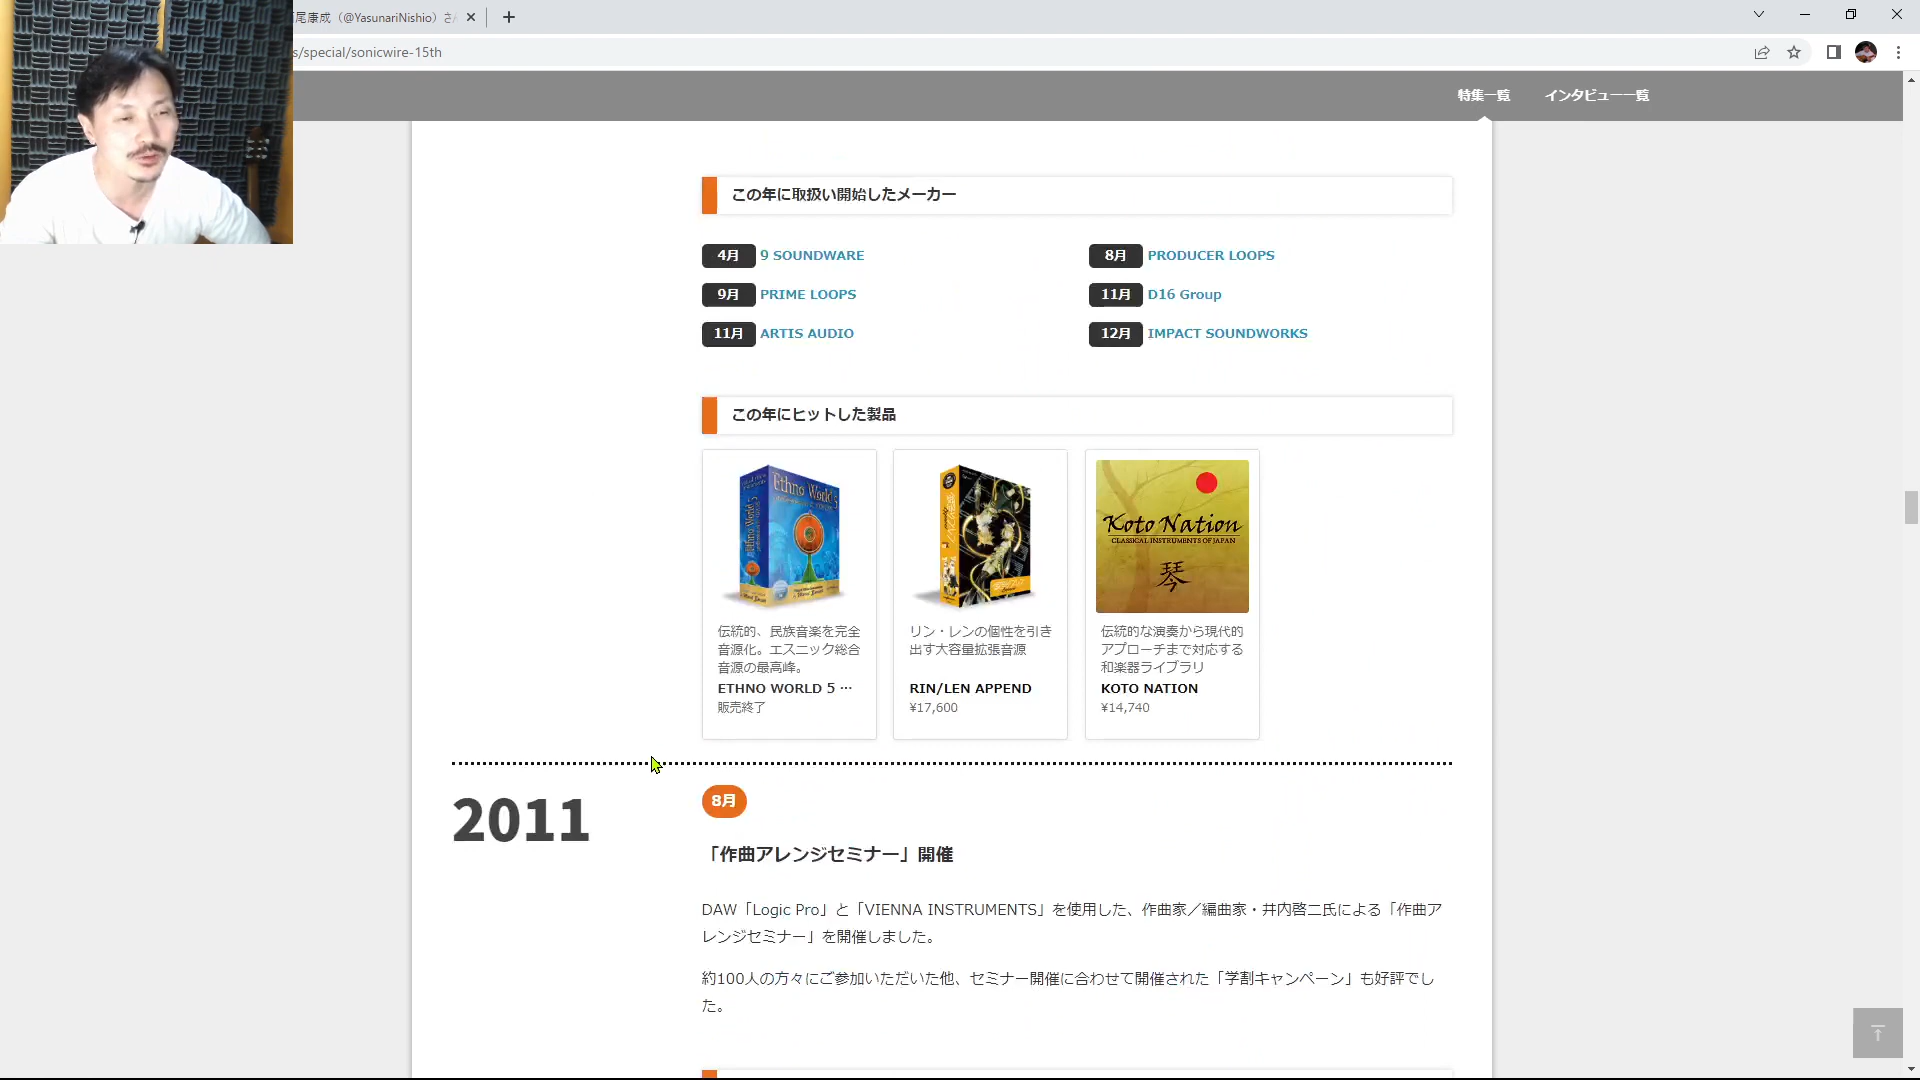 尾康成（@YasunariNishio）さん
s/special/sonicwire-15th
特集一覧 インタビュー一覧
この年に取扱い開始したメーカー
4月 9 SOUNDWARE
8月 PRODUCER LOOPS
9月 PRIME LOOPS
11月 D16 Group
11月 ARTIS AUDIO
12月 IMPACT SOUNDWORKS
この年にヒットした製品
Ethno World 5
Koto Nation
CLASSICAL INSTRUMENTS OF JAPAN
琴
伝統的、民族音楽を完全
音源化。エスニック総合
音源の最高峰。
ETHNO WORLD 5 …
販売終了
リン・レンの個性を引き
出す大容量拡張音源
RIN/LEN APPEND
¥17,600
伝統的な演奏から現代的
アプローチまで対応する
和楽器ライブラリ
KOTO NATION
¥14,740
2011
8月
「作曲アレンジセミナー」開催
DAW「Logic Pro」と「VIENNA INSTRUMENTS」を使用した、作曲家／編曲家・井内啓二氏による「作曲ア
レンジセミナー」を開催しました。
約100人の方々にご参加いただいた他、セミナー開催に合わせて開催された「学割キャンペーン」も好評でし
た。